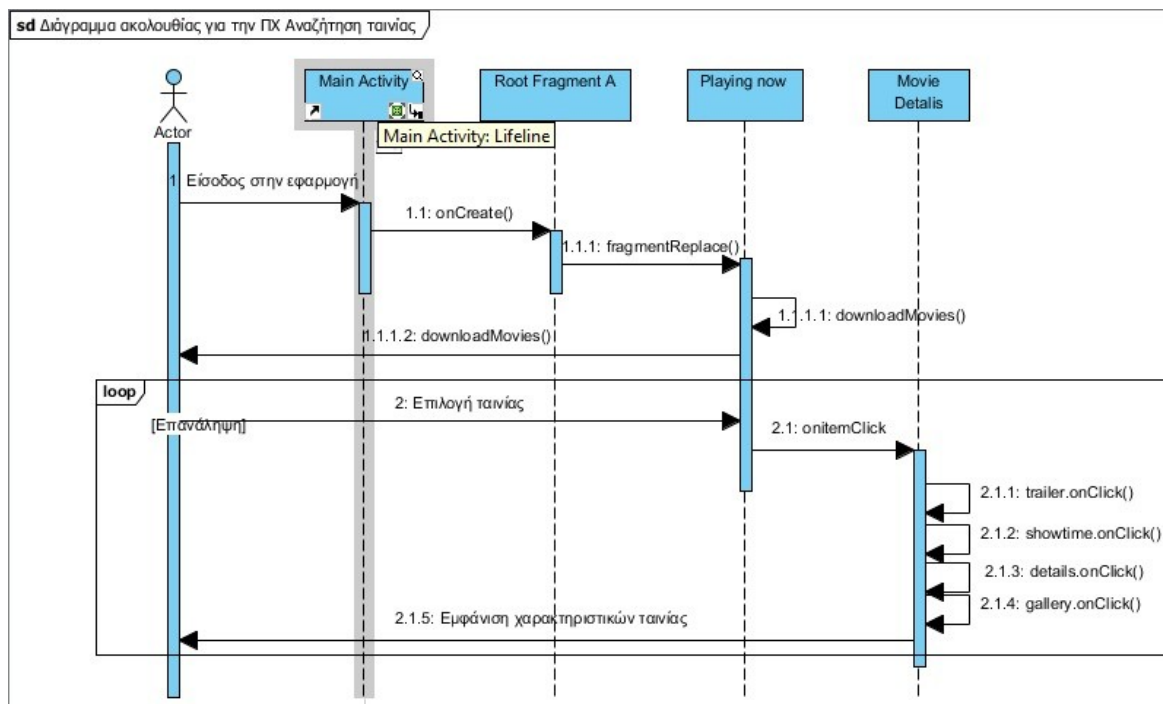 sd Διάγραμμα ακολουθίας για την ΠΧ Αναζήτηση ταινίας
Actor
Main Activity
Root Fragment A
Playing now
Movie
Detalis
Main Activity: Lifeline
1 Είσοδος στην εφαρμογή
1.1: onCreate()
1.1.1: fragmentReplace()
1.1.1.1: downloadMovies()
1.1.1.2: downloadMovies()
loop
[Επανάληψη]
2: Επιλογή ταινίας
2.1: onitemClick
2.1.1: trailer.onClick()
2.1.2: showtime.onClick()
2.1.3: details.onClick()
2.1.4: gallery.onClick()
2.1.5: Εμφάνιση χαρακτηριστικών ταινίας